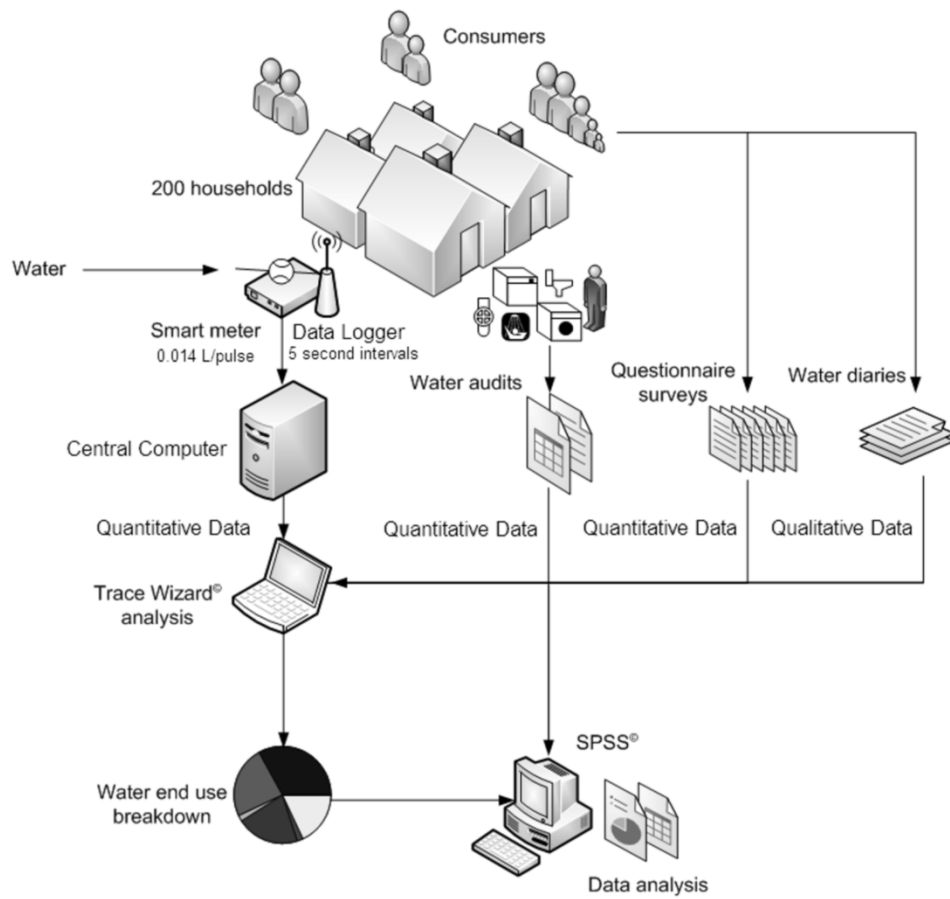 Consumers
200 households
Water
Smart meter
0.014 L/pulse
Data Logger
5 second intervals
Water audits
Questionnaire
surveys
Water diaries
Central Computer
Quantitative Data
Quantitative Data
Quantitative Data
Qualitative Data
Trace Wizard©
analysis
SPSS©
Water end use
breakdown
Data analysis